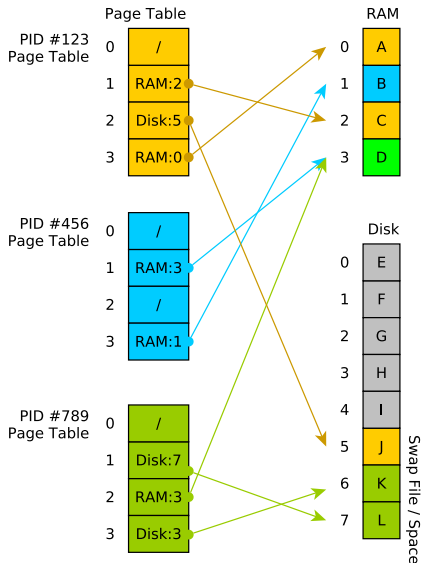 Page Table
PID #123
Page Table
0 /
1 RAM:2
2 Disk:5
3 RAM:0
PID #456
Page Table
0 /
1 RAM:3
2 /
3 RAM:1
PID #789
Page Table
0 /
1 Disk:7
2 RAM:3
3 Disk:3
RAM
0 A
1 B
2 C
3 D
Disk
0 E
1 F
2 G
3 H
4 I
5 J
6 K
7 L
Swap File / Space